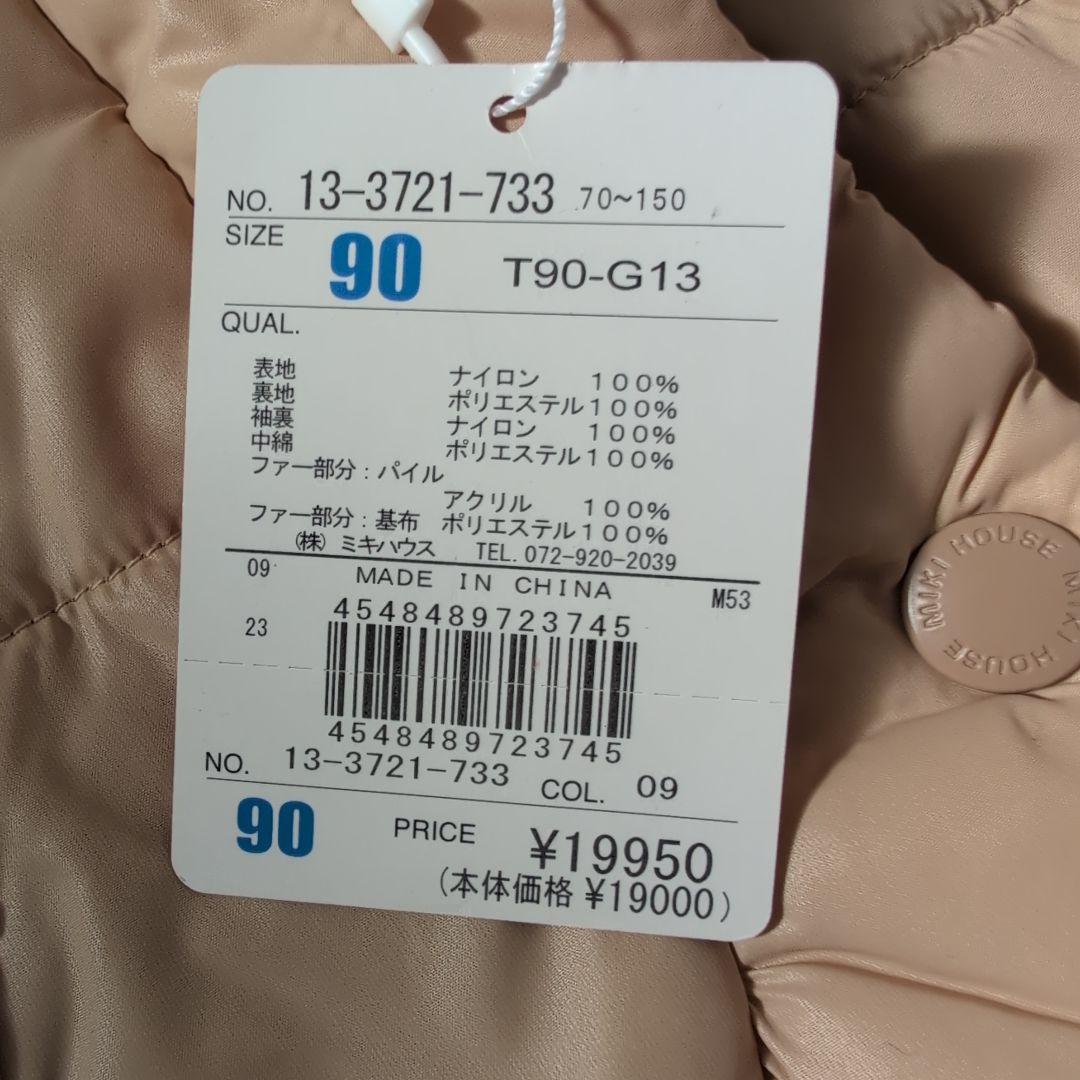 NO. 13-3721-733 70~150
SIZE 90 T90-G13
QUAL.
表地 ナイロン 100%
裏地 ポリエステル100%
袖裏 ナイロン 100%
中綿 ポリエステル100%
ファー部分:パイル
アクリル 100%
ファー部分:基布 ポリエステル100%
(株) ミキハウス TEL.072-920-2039
09 MADE IN CHINA M53
4548489723745
23
4548489723745
NO. 13-3721-733 COL. 09
90 PRICE ¥19950
(本体価格 ¥19000)
MIKI HOUSE MIKI HOUSE